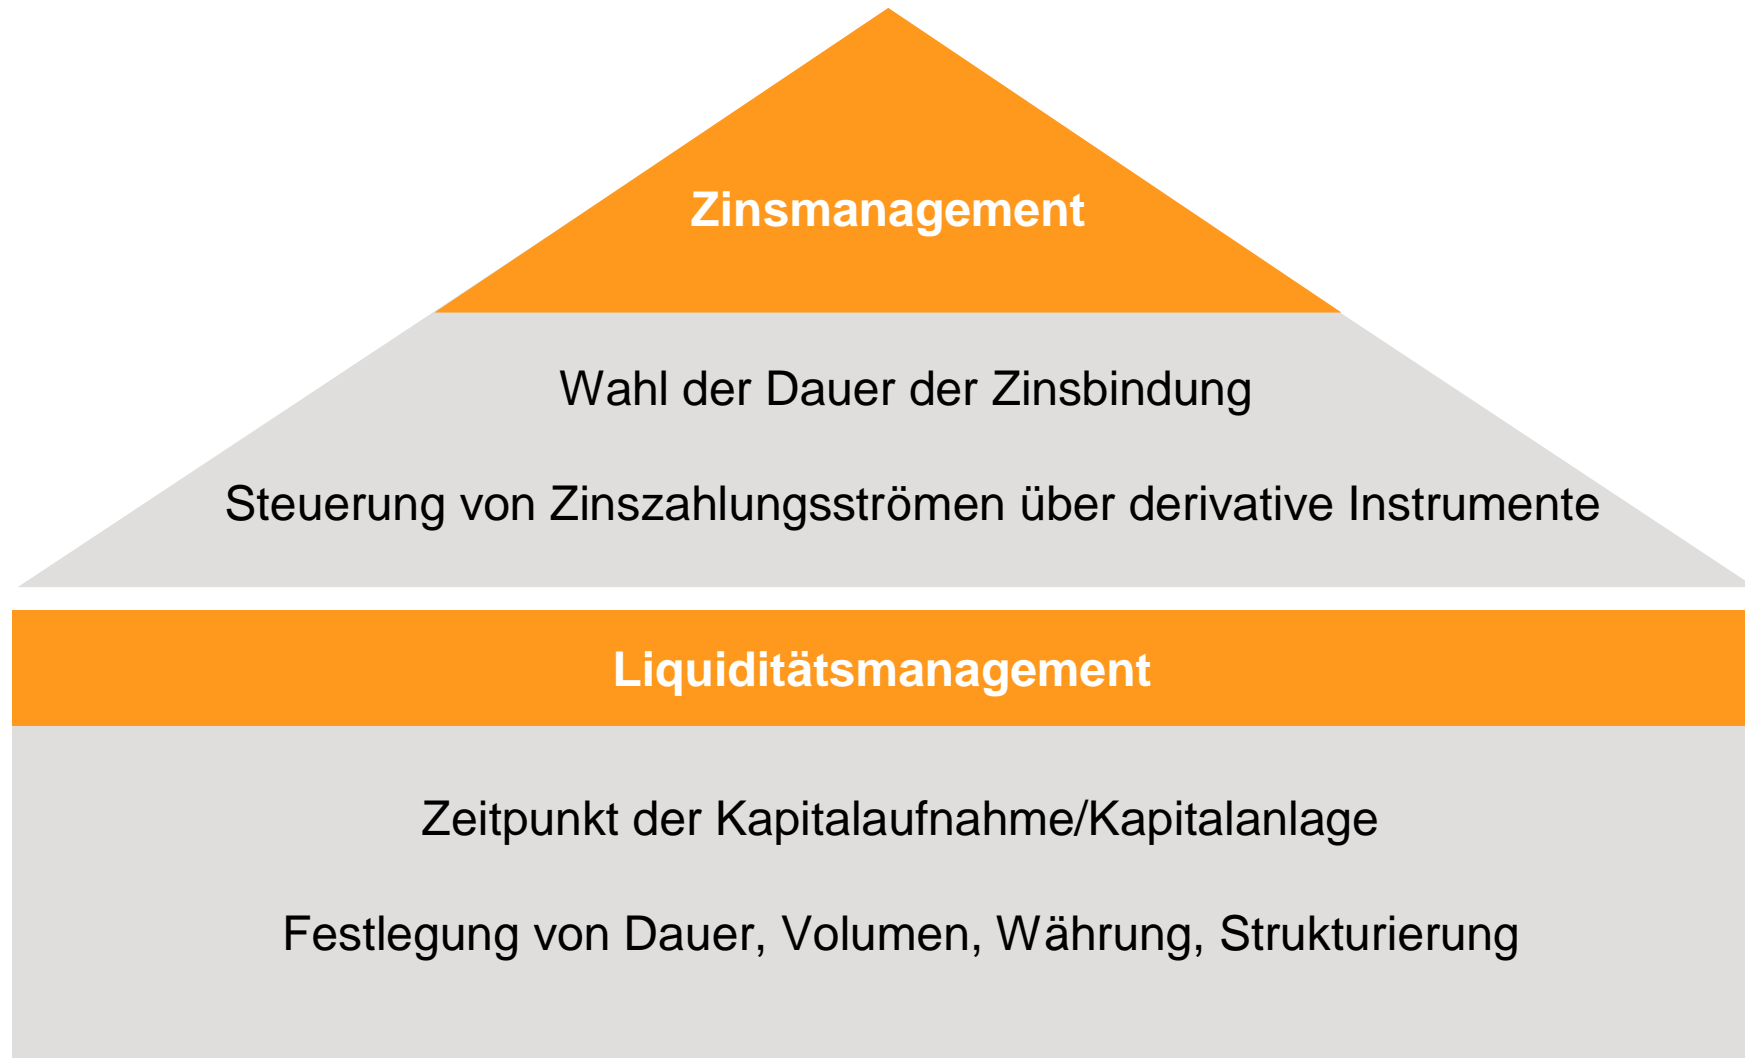 Zinsmanagement
Wahl der Dauer der Zinsbindung
Steuerung von Zinszahlungsströmen über derivative Instrumente
Liquiditätsmanagement
Zeitpunkt der Kapitalaufnahme/Kapitalanlage
Festlegung von Dauer, Volumen, Währung, Strukturierung